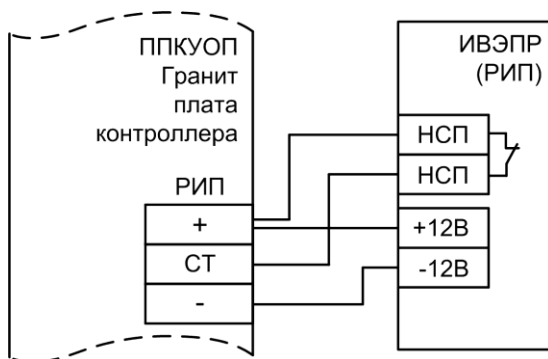 ППКУОП
Гранит
плата
контроллера
РИП
+
СТ
-
ИВЭПР
(РИП)
НСП
НСП
+12В
-12В